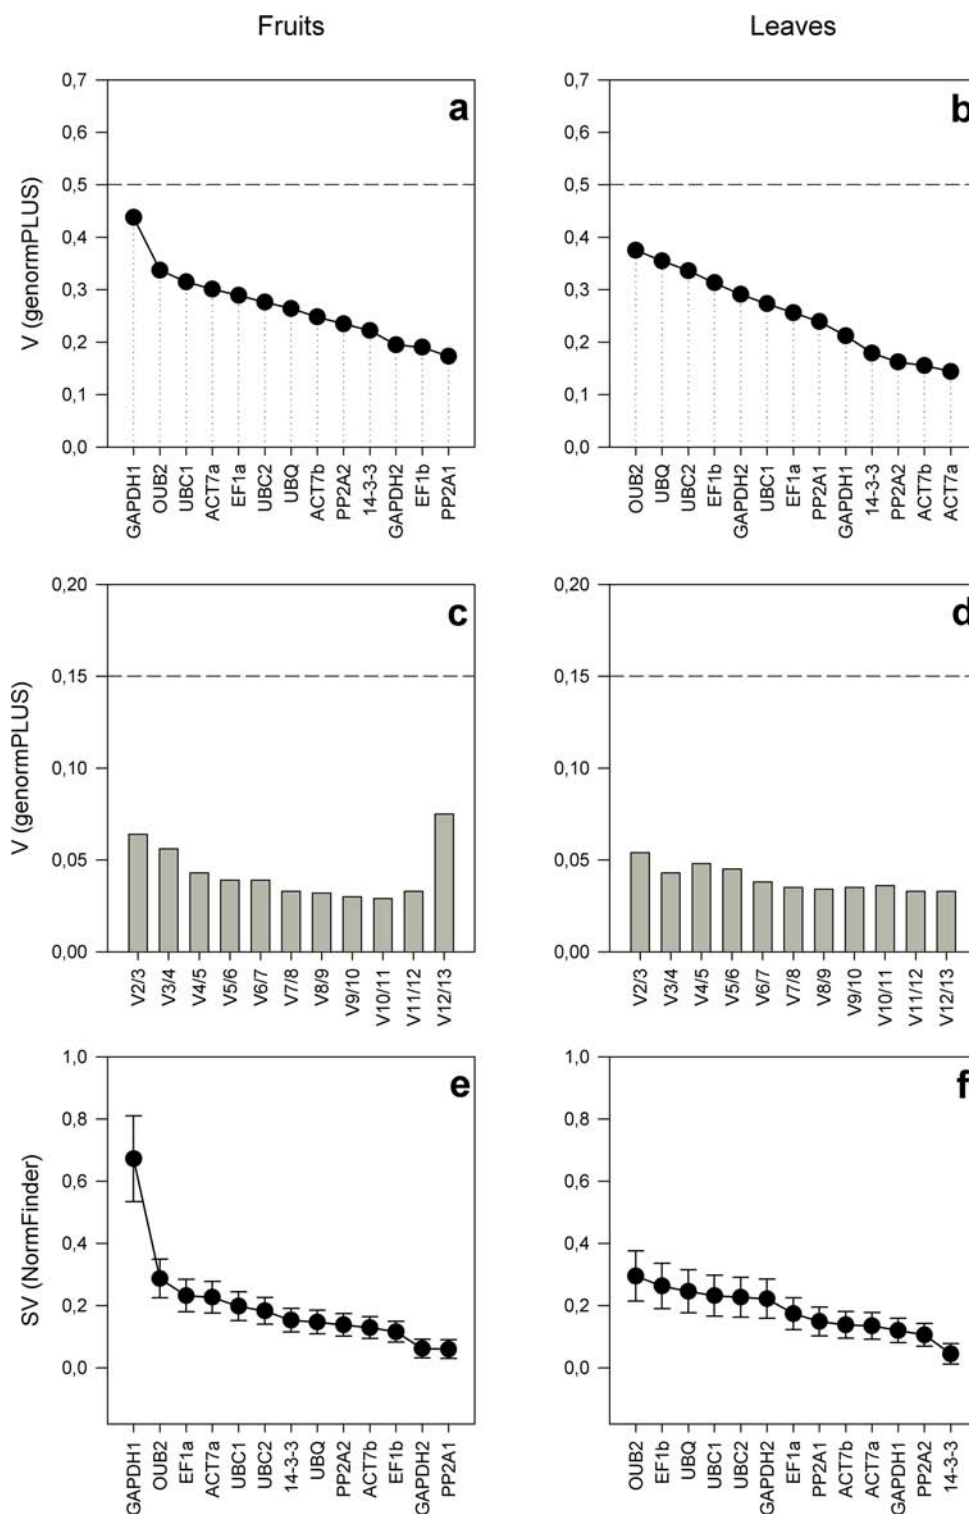 Fruits
Leaves
V (genormPLUS)
0,7
0,6
0,5
0,4
0,3
0,2
0,1
0,0
a
GAPDH1
OUB2
UBC1
ACT7a
EF1a
UBC2
UBQ
ACT7b
PP2A2
14-3-3
GAPDH2
EF1b
PP2A1
0,7
0,6
0,5
0,4
0,3
0,2
0,1
0,0
b
OUB2
UBQ
UBC2
EF1b
GAPDH2
UBC1
EF1a
PP2A1
GAPDH1
14-3-3
PP2A2
ACT7b
ACT7a
V (genormPLUS)
0,20
0,15
0,10
0,05
0,00
c
V2/3
V3/4
V4/5
V5/6
V6/7
V7/8
V8/9
V9/10
V10/11
V11/12
V12/13
0,20
0,15
0,10
0,05
0,00
d
V2/3
V3/4
V4/5
V5/6
V6/7
V7/8
V8/9
V9/10
V10/11
V11/12
V12/13
SV (NormFinder)
1,0
0,8
0,6
0,4
0,2
0,0
e
GAPDH1
OUB2
EF1a
ACT7a
UBC1
UBC2
14-3-3
UBQ
PP2A2
ACT7b
EF1b
GAPDH2
PP2A1
1,0
0,8
0,6
0,4
0,2
0,0
f
OUB2
EF1b
UBQ
UBC1
UBC2
GAPDH2
EF1a
PP2A1
ACT7b
ACT7a
GAPDH1
PP2A2
14-3-3